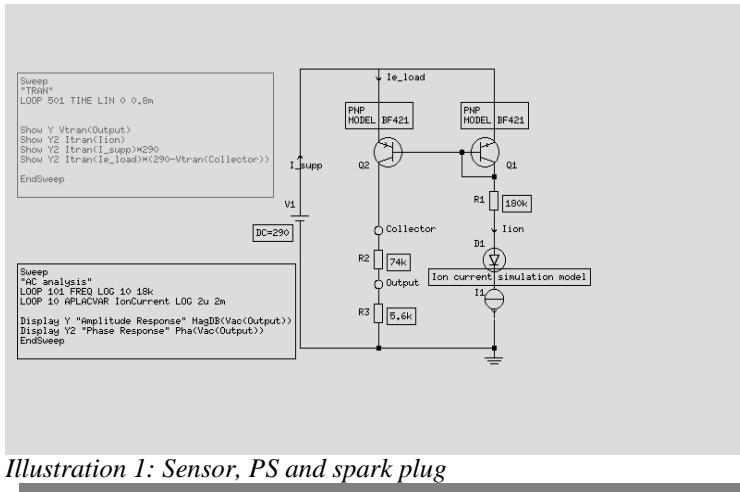 Sweep
"TRAN"
LOOP 501 TIME LIN 0 0.8m
Show Y Vtran(Output)
Show Y2 Itran(Iion)
Show Y2 Itran(I_supp)*290
Show Y2 Itran(Ie_load)*(290-Vtran(Collector))
EndSweep
Ie_load
PNP
MODEL BF421
PNP
MODEL BF421
Q2
Q1
I_supp
R1
180k
V1
DC=290
Collector
Iion
D1
R2
74k
Ion current simulation model
Output
I1
R3
5.6k
Sweep
"AC analysis"
LOOP 101 FREQ LOG 10 18k
LOOP 10 APLACVAR IonCurrent LOG 2u 2m
Display Y "Amplitude Response" MagDB(Vac(Output))
Display Y2 "Phase Response" Pha(Vac(Output))
EndSweep
Illustration 1: Sensor, PS and spark plug